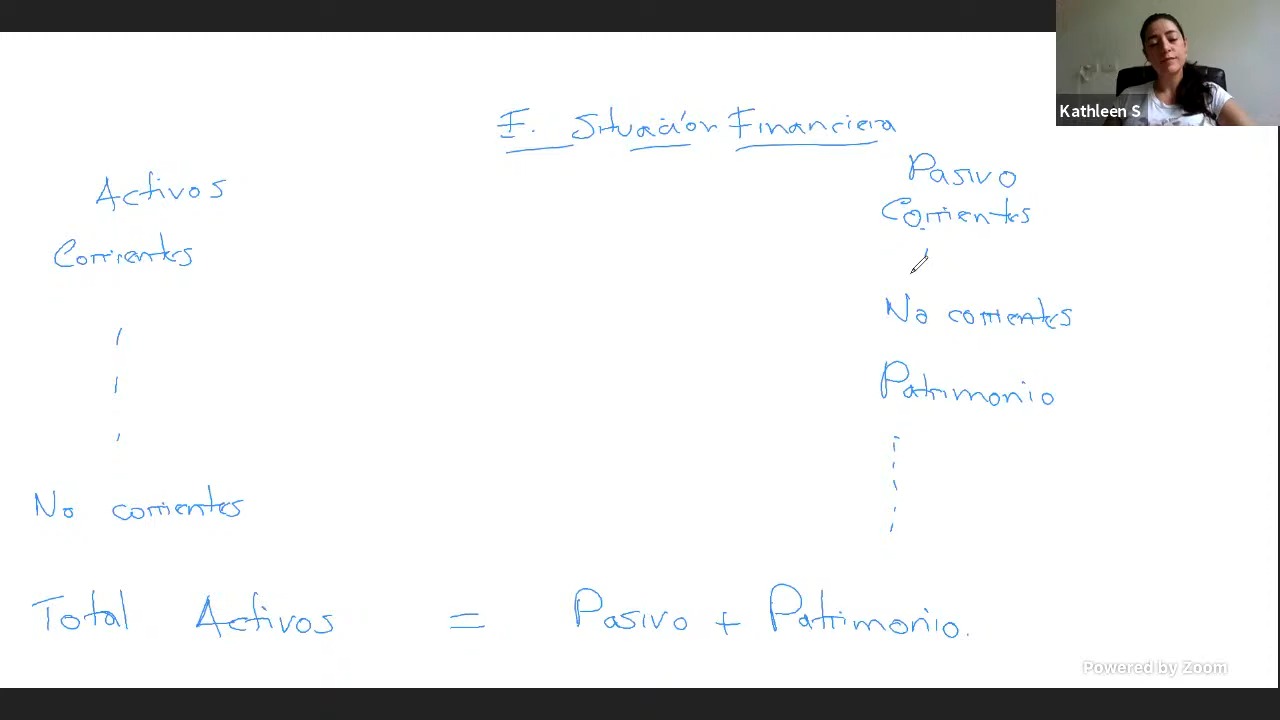 Kathleen S
E. Situación Financiera
Activos
Corrientes
No corrientes
Pasivo
Corrientes
No corrientes
Patrimonio
Total Activos = Pasivo + Patrimonio.
Powered by Zoom